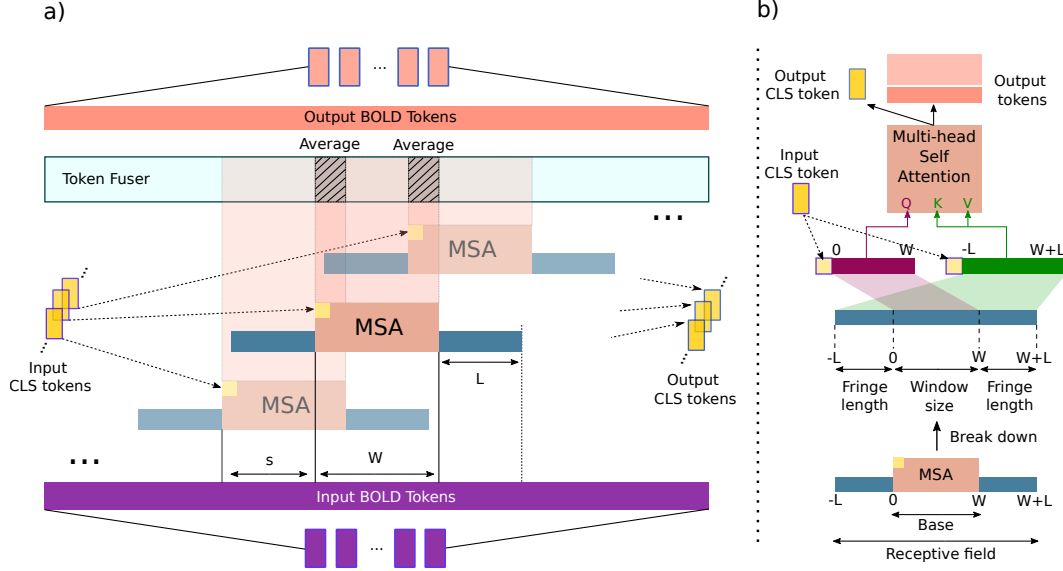 a)
...
Output BOLD Tokens
Average
Average
Token Fuser
...
MSA
MSA
MSA
L
Input
CLS tokens
Output
CLS tokens
...
s
W
Input BOLD Tokens
...
b)
Output
CLS token
Output
tokens
Multi-head
Self
Attention
Input
CLS token
Q K V
0 W -L W+L
-L 0 W W+L
Fringe
length
Window
size
Fringe
length
Break down
MSA
-L 0 W W+L
Base
Receptive field